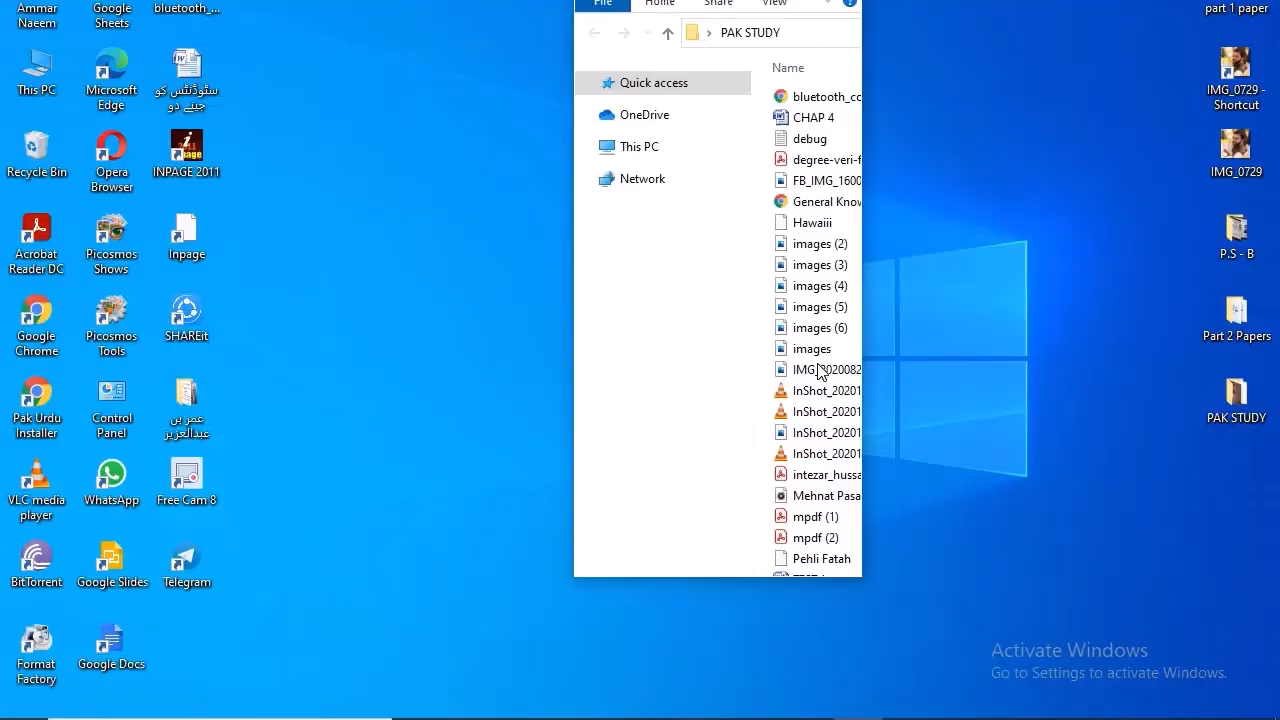 Ammar
Naeem
Google
Sheets
bluetooth_...
This PC
Microsoft
Edge
سٹوڈنٹس کو
جینے دو
Recycle Bin
Opera
Browser
INPAGE 2011
Acrobat
Reader DC
Picosmos
Shows
Inpage
Google
Chrome
Picosmos
Tools
SHAREit
Pak Urdu
Installer
Control
Panel
عمر بن
عبدالعزیز
VLC media
player
WhatsApp
Free Cam 8
BitTorrent
Google Slides
Telegram
Format
Factory
Google Docs
File
Home
Share
View
PAK STUDY
Quick access
OneDrive
This PC
Network
Name
bluetooth_cc
CHAP 4
debug
degree-veri-f
FB_IMG_1600
General Know
Hawaiii
images (2)
images (3)
images (4)
images (5)
images (6)
images
InShot_20201
InShot_20201
InShot_20201
InShot_20201
intezar_hussa
Mehnat Pasa
mpdf (1)
mpdf (2)
Pehli Fatah
part 1 paper
IMG_0729 -
Shortcut
IMG_0729
P.S - B
Part 2 Papers
PAK STUDY
Activate Windows
Go to Settings to activate Windows.